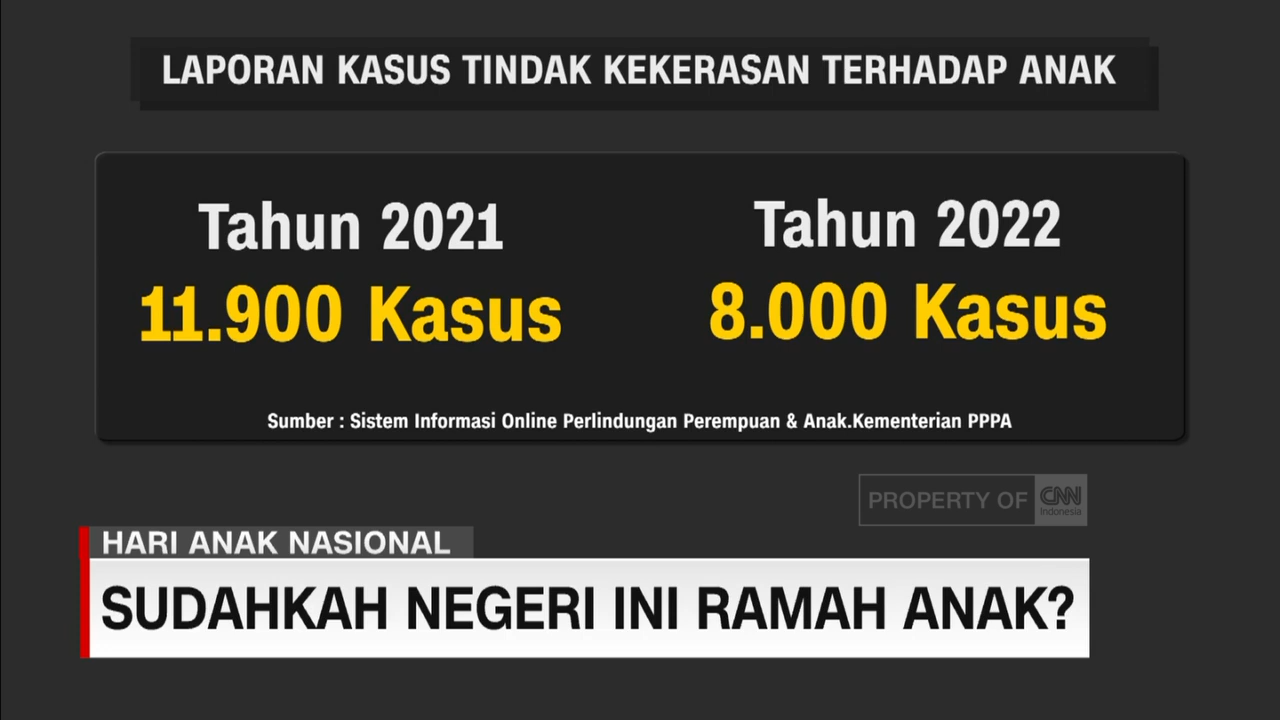 LAPORAN KASUS TINDAK KEKERASAN TERHADAP ANAK
Tahun 2021
11.900 Kasus
Tahun 2022
8.000 Kasus
Sumber : Sistem Informasi Online Perlindungan Perempuan & Anak.Kementerian PPPA
PROPERTY OF CNN Indonesia
HARI ANAK NASIONAL
SUDAHKAH NEGERI INI RAMAH ANAK?